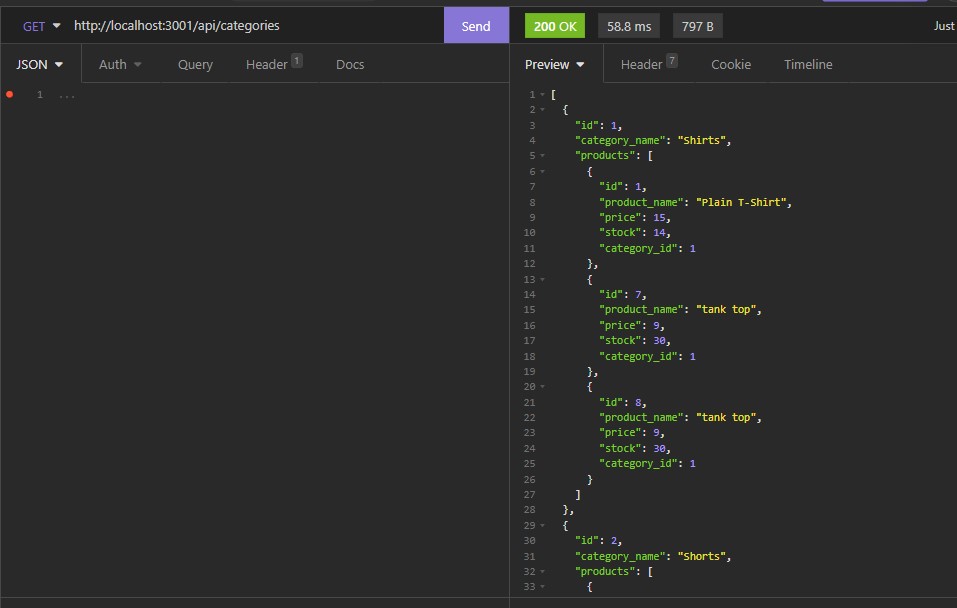 GET http://localhost:3001/api/categories Send 200 OK 58.8 ms 797 B Just
JSON Auth Query Header 1 Docs Preview Header 7 Cookie Timeline
1 ...
1 [
2 {
3 "id": 1,
4 "category_name": "Shirts",
5 "products": [
6 {
7 "id": 1,
8 "product_name": "Plain T-Shirt",
9 "price": 15,
10 "stock": 14,
11 "category_id": 1
12 },
13 {
14 "id": 7,
15 "product_name": "tank top",
16 "price": 9,
17 "stock": 30,
18 "category_id": 1
19 },
20 {
21 "id": 8,
22 "product_name": "tank top",
23 "price": 9,
24 "stock": 30,
25 "category_id": 1
26 }
27 ]
28 },
29 {
30 "id": 2,
31 "category_name": "Shorts",
32 "products": [
33 {